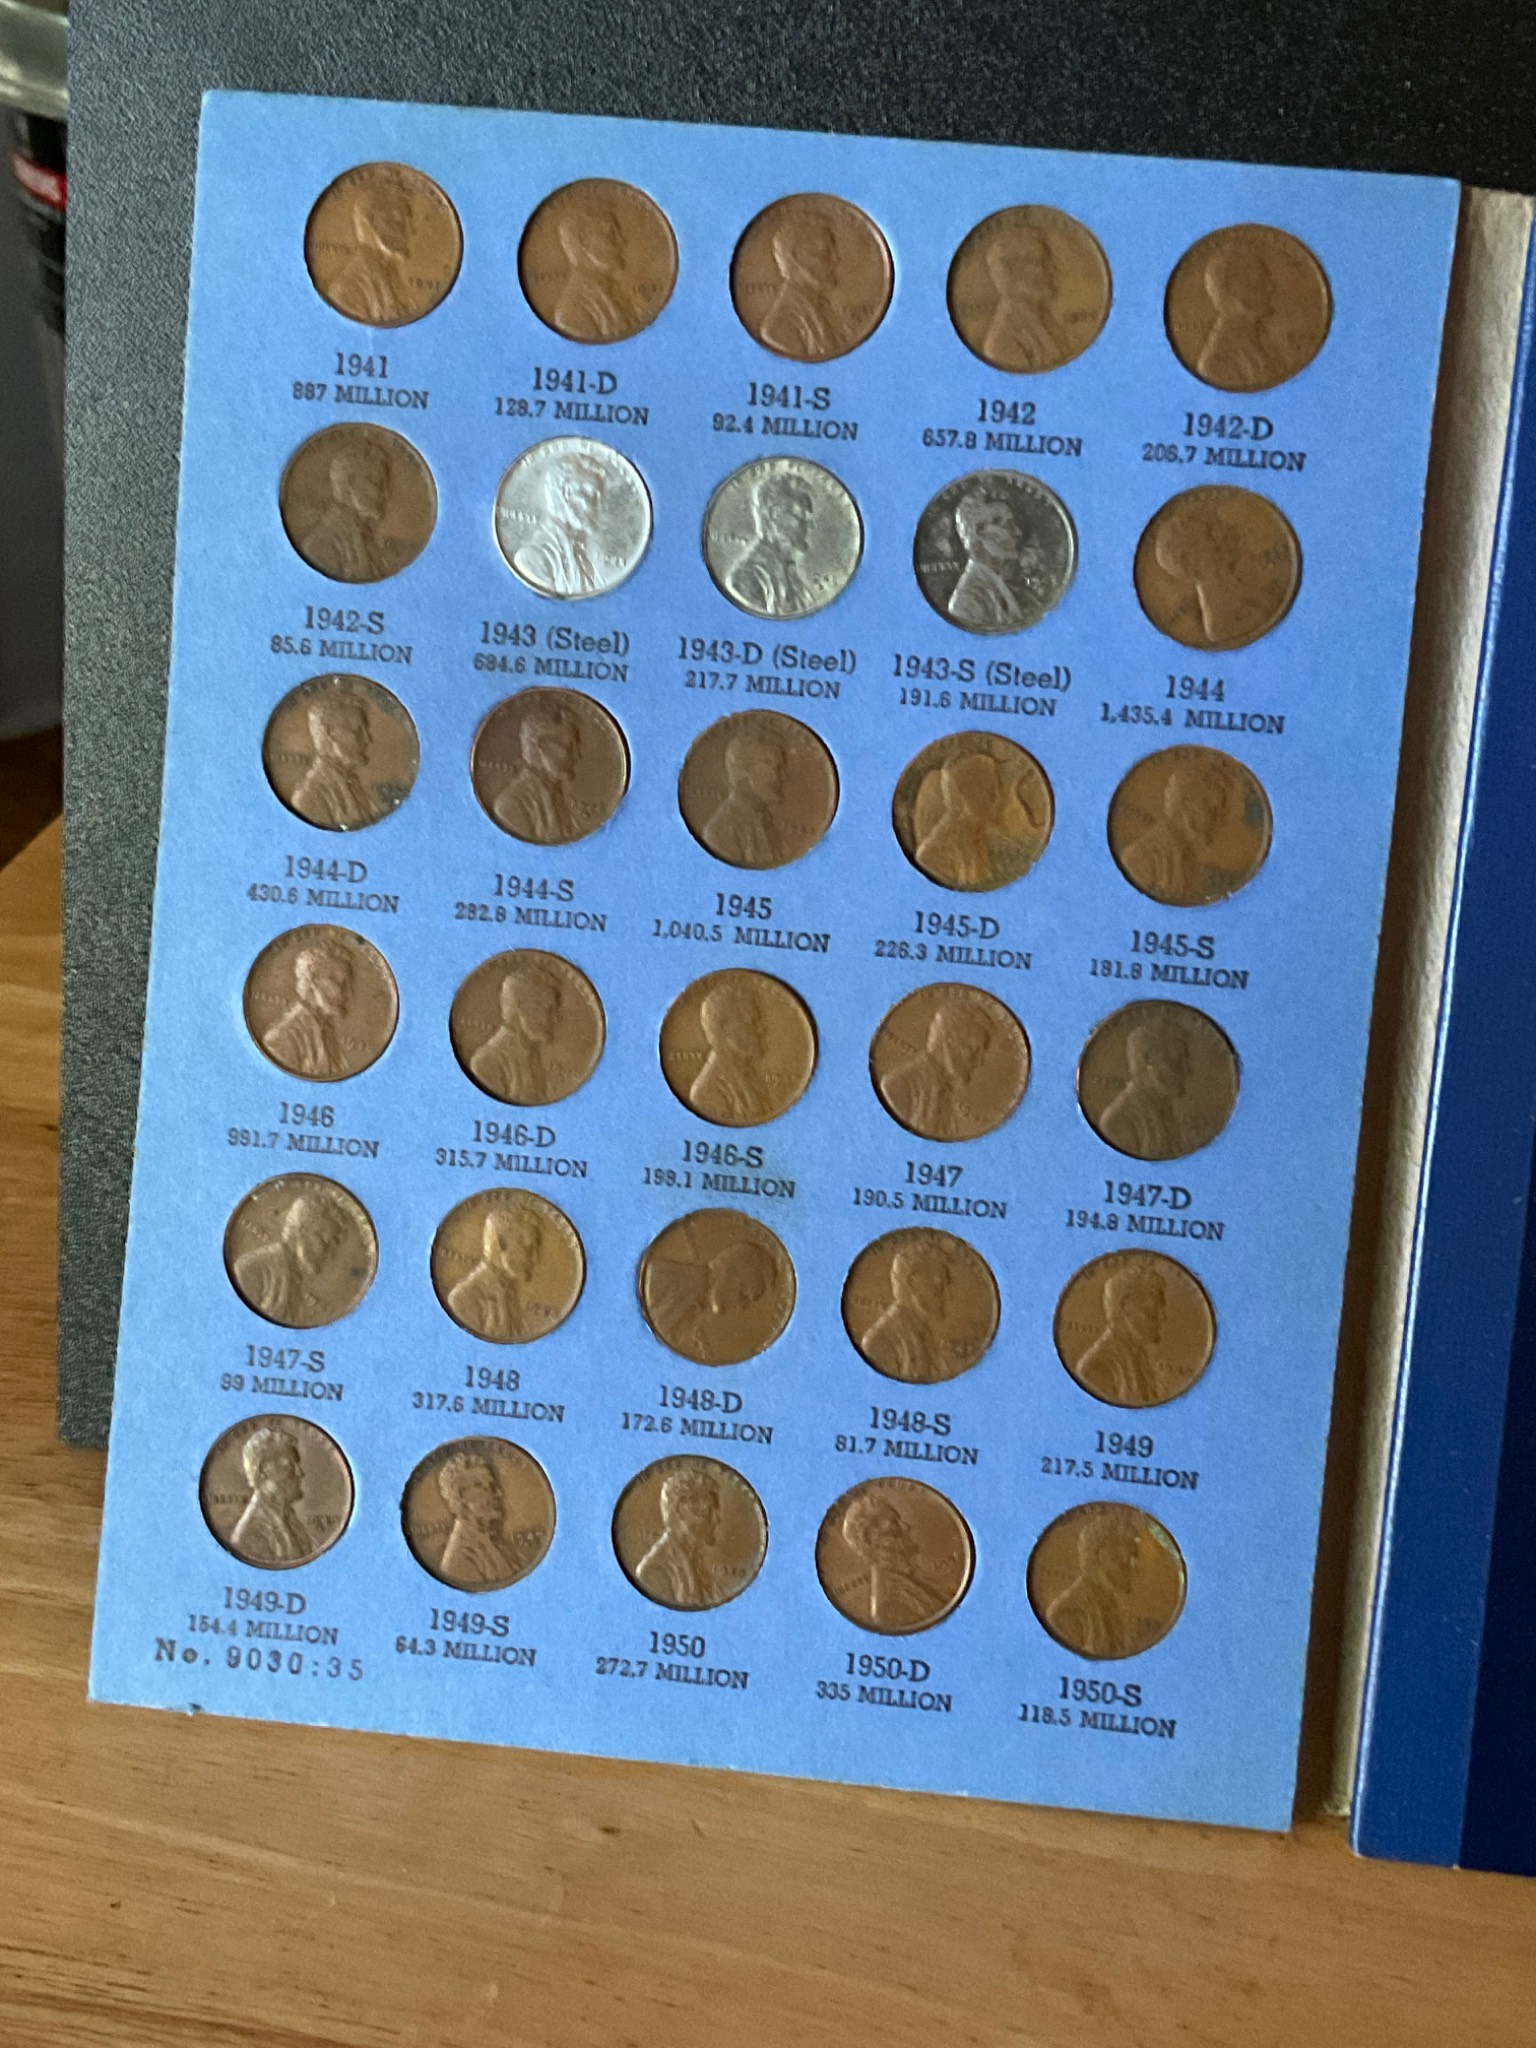 1941 1941-D 1941-S 1942 1942-D
887 MILLION 128.7 MILLION 92.4 MILLION 657.8 MILLION 206.7 MILLION
1942-S 1943 (Steel) 1943-D (Steel) 1943-S (Steel) 1944
85.6 MILLION 684.6 MILLION 217.7 MILLION 191.6 MILLION 1,435.4 MILLION
1944-D 1944-S 1945 1945-D 1945-S
430.6 MILLION 282.8 MILLION 1,040.5 MILLION 226.3 MILLION 181.8 MILLION
1946 1946-D 1946-S 1947 1947-D
991.7 MILLION 315.7 MILLION 198.1 MILLION 190.5 MILLION 194.8 MILLION
1947-S 1948 1948-D 1948-S 1949
99 MILLION 317.6 MILLION 172.6 MILLION 81.7 MILLION 217.5 MILLION
1949-D 1949-S 1950 1950-D 1950-S
154.4 MILLION 64.3 MILLION 272.7 MILLION 335 MILLION 118.5 MILLION
No. 9030:35